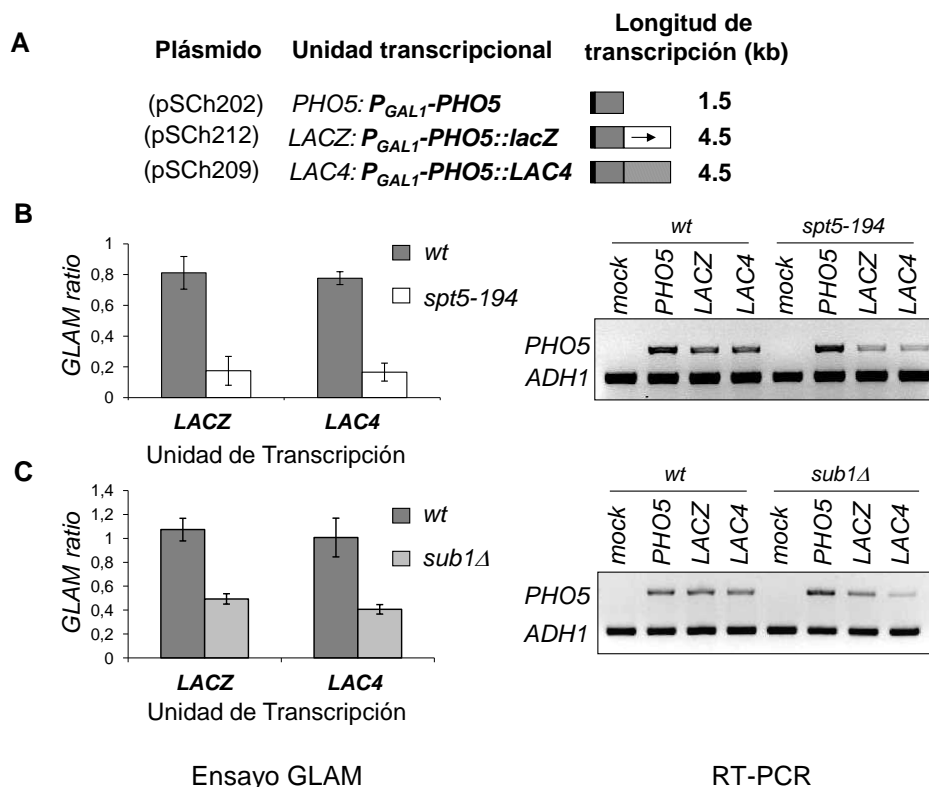 A
Plásmido Unidad transcripcional Longitud de transcripción (kb)
(pSCh202) PHO5: PGAL1-PHO5 1.5
(pSCh212) LACZ: PGAL1-PHO5::lacZ 4.5
(pSCh209) LAC4: PGAL1-PHO5::LAC4 4.5
B
GLAM ratio
1
0,8
0,6
0,4
0,2
0
wt
spt5-194
LACZ LAC4
Unidad de Transcripción
wt spt5-194
mock PHO5 LACZ LAC4 mock PHO5 LACZ LAC4
PHO5
ADH1
C
GLAM ratio
1,4
1,2
1
0,8
0,6
0,4
0,2
0
wt
sub1Δ
LACZ LAC4
Unidad de Transcripción
wt sub1Δ
mock PHO5 LACZ LAC4 mock PHO5 LACZ LAC4
PHO5
ADH1
Ensayo GLAM RT-PCR